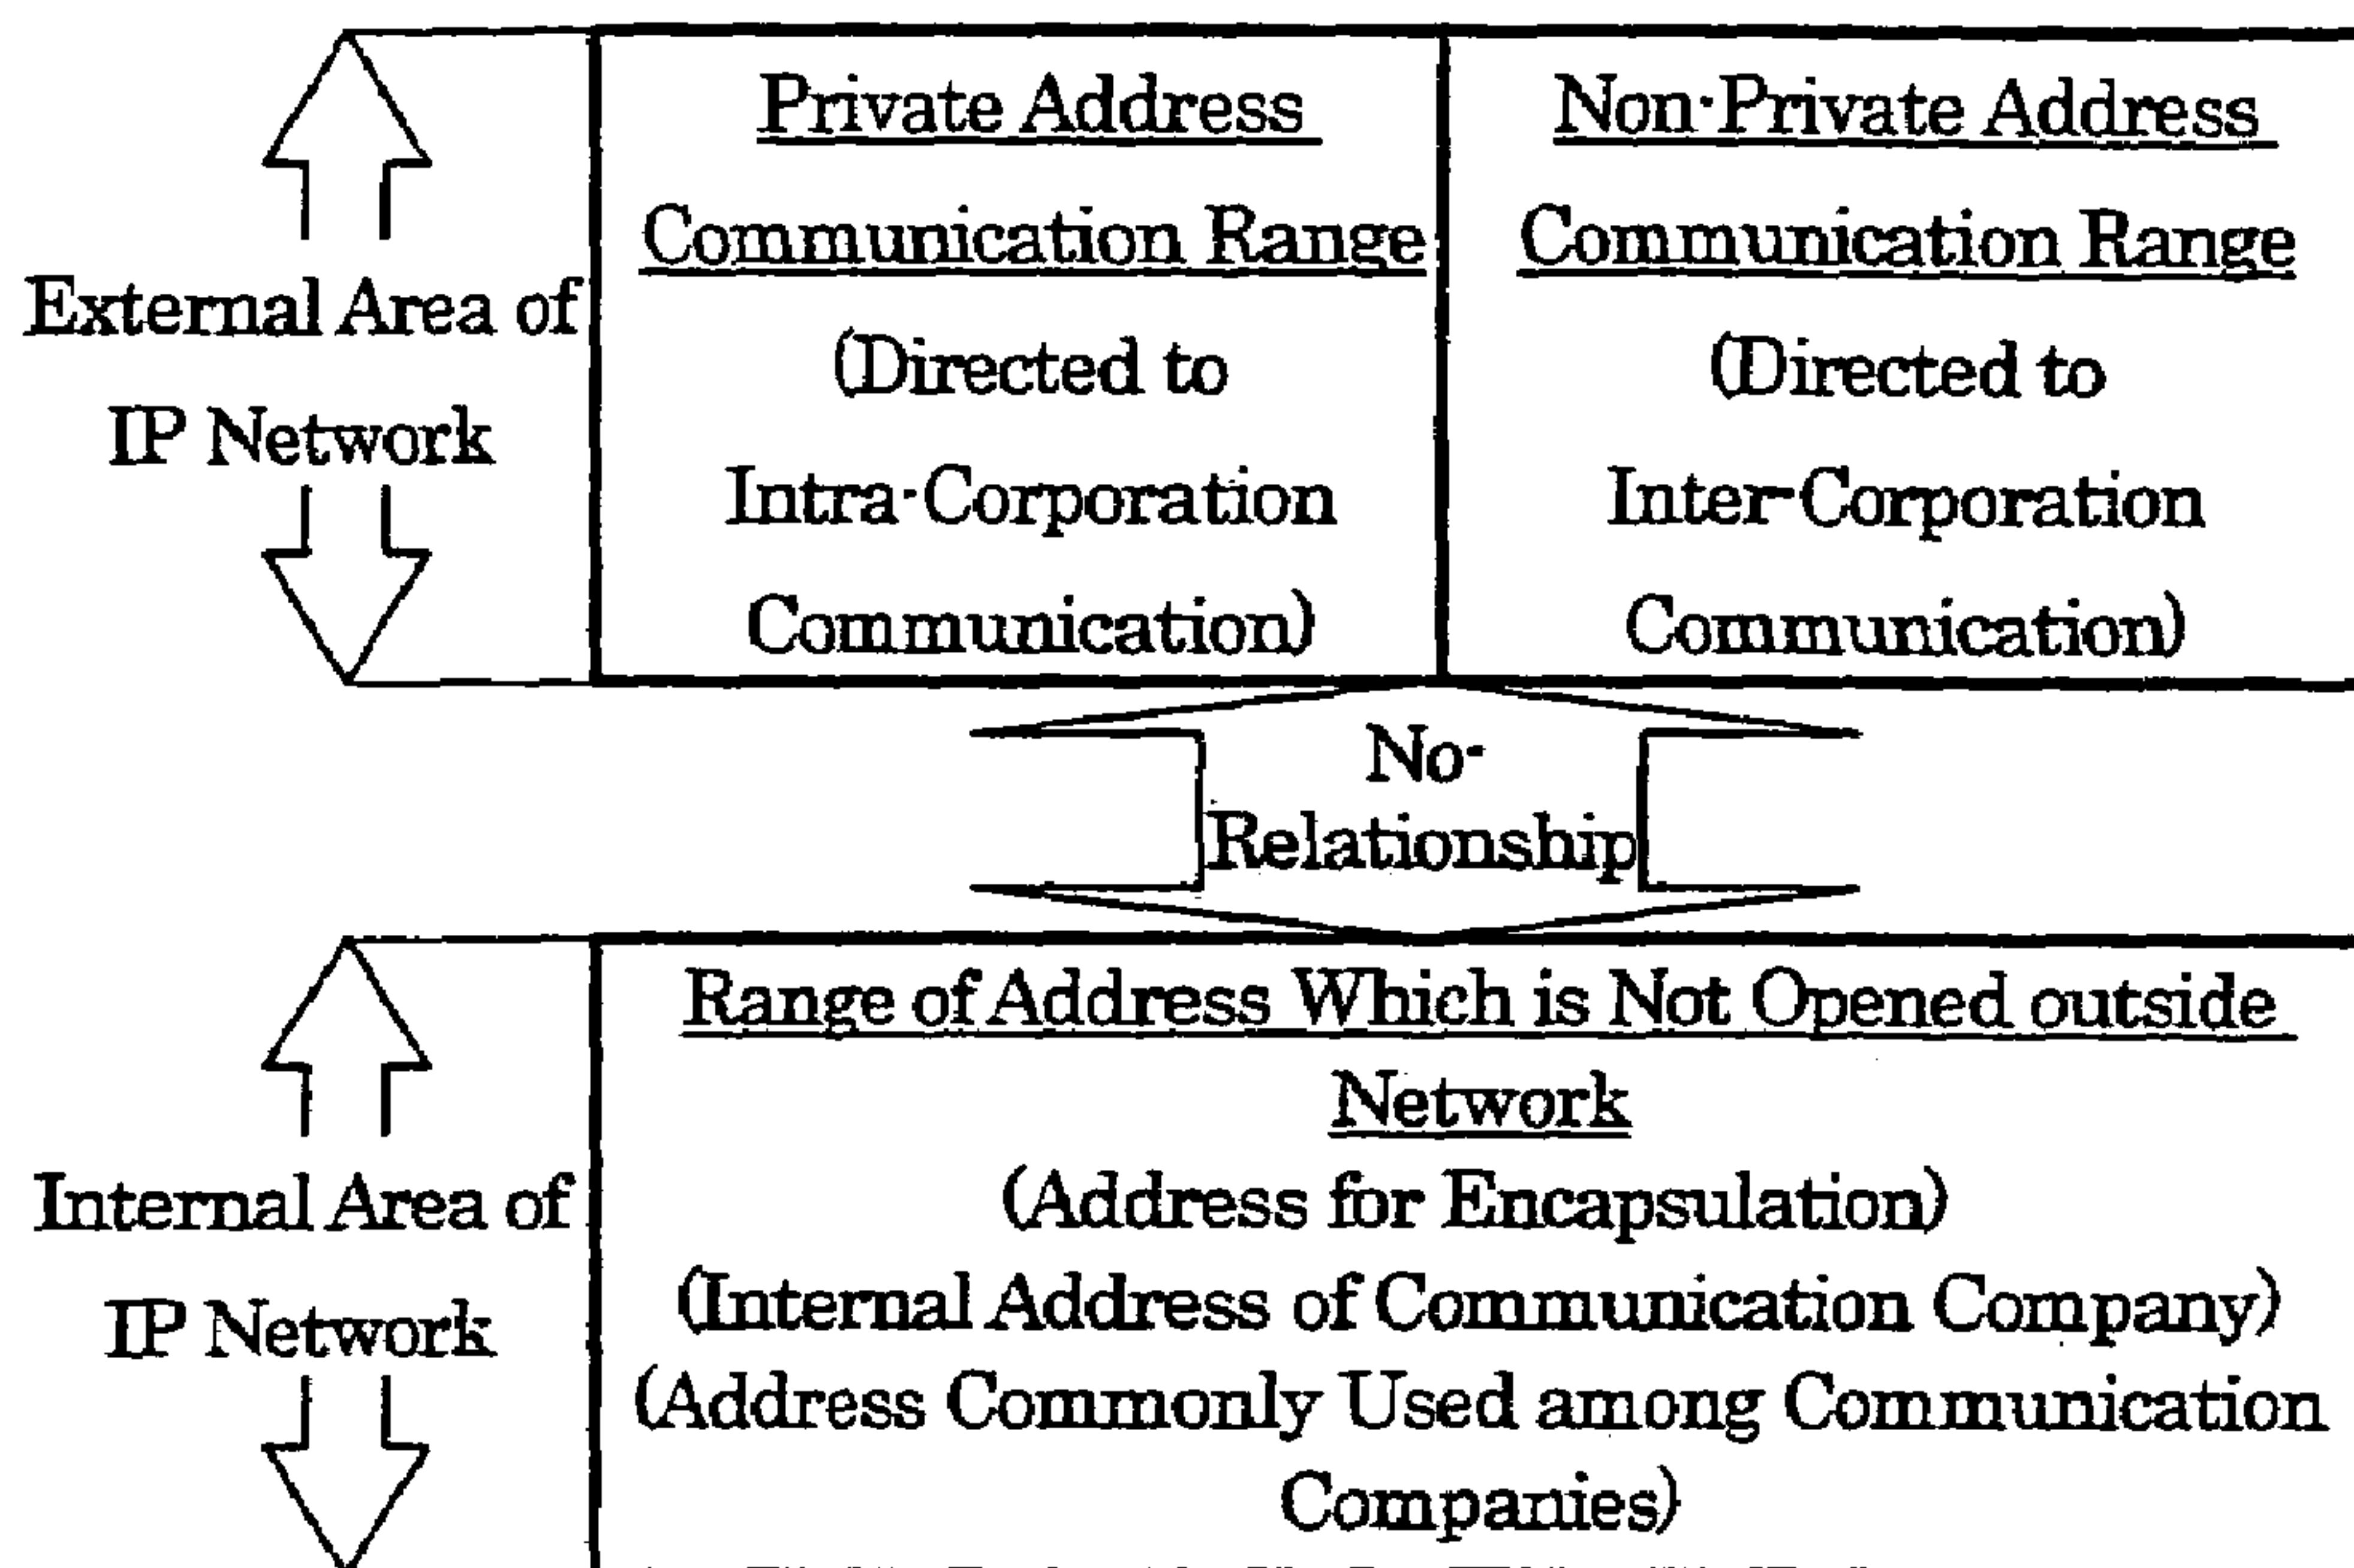 Private Address
Communication Range
(Directed to
Intra-Corporation
Communication)
Non-Private Address
Communication Range
(Directed to
Inter-Corporation
Communication)
External Area of
IP Network
No-
Relationship
Range of Address Which is Not Opened outside
Network
(Address for Encapsulation)
(Internal Address of Communication Company)
(Address Commonly Used among Communication
Companies)
Internal Area of
IP Network